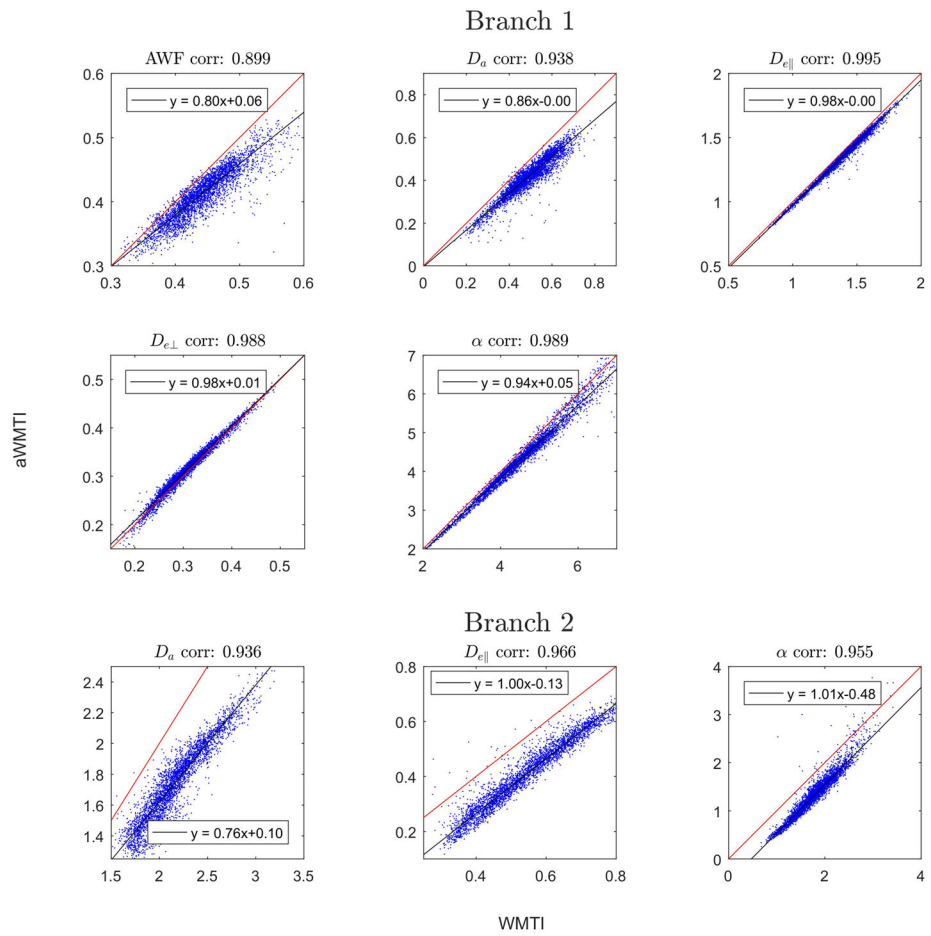 Branch 1
AWF corr: 0.899
y = 0.80x+0.06
0.6
0.5
0.4
0.3
0.3 0.4 0.5 0.6
D_a corr: 0.938
y = 0.86x-0.00
0.8
0.6
0.4
0.2
0
0 0.2 0.4 0.6 0.8
D_e∥ corr: 0.995
y = 0.98x-0.00
2
1.5
1
0.5
0.5 1 1.5 2
D_e⊥ corr: 0.988
y = 0.98x+0.01
0.5
0.4
0.3
0.2
0.2 0.3 0.4 0.5
α corr: 0.989
y = 0.94x+0.05
7
6
5
4
3
2
2 4 6
aWMTI
Branch 2
D_a corr: 0.936
y = 0.76x+0.10
2.4
2.2
2
1.8
1.6
1.4
1.5 2 2.5 3 3.5
D_e∥ corr: 0.966
y = 1.00x-0.13
0.8
0.6
0.4
0.2
0.4 0.6 0.8
α corr: 0.955
y = 1.01x-0.48
4
3
2
1
0
0 2 4
WMTI